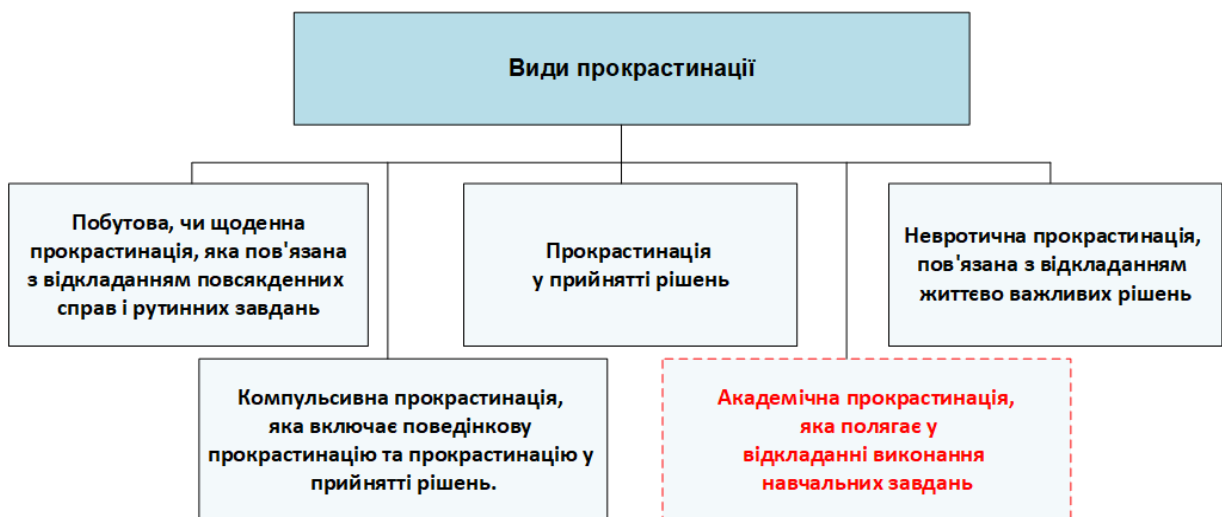 Види прокрастинації
Побутова, чи щоденна
прокрастинація, яка пов'язана
з відкладанням повсякденних
справ і рутинних завдань
Прокрастинація
у прийнятті рішень
Невротична прокрастинація,
пов'язана з відкладанням
життєво важливих рішень
Компульсивна прокрастинація,
яка включає поведінкову
прокрастинацію та прокрастинацію у
прийнятті рішень.
Академічна прокрастинація,
яка полягає у
відкладанні виконання
навчальних завдань